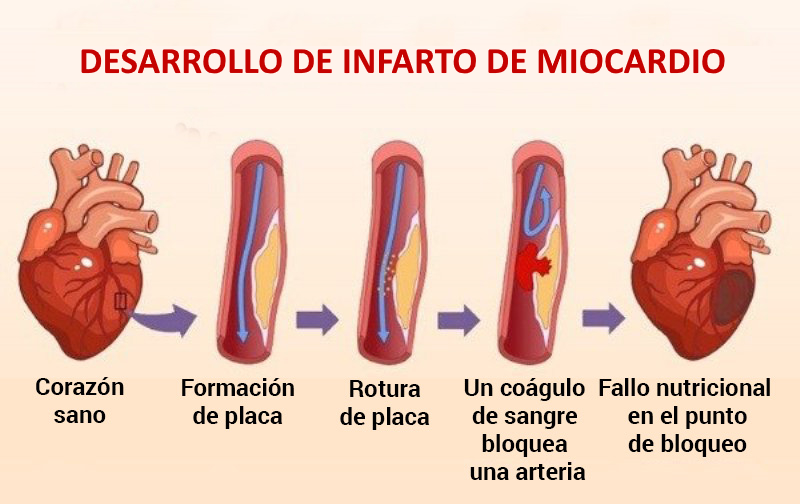 DESARROLLO DE INFARTO DE MIOCARDIO
Corazón
sano
Formación
de placa
Rotura
de placa
Un coágulo
de sangre
bloquea
una arteria
Fallo nutricional
en el punto
de bloqueo